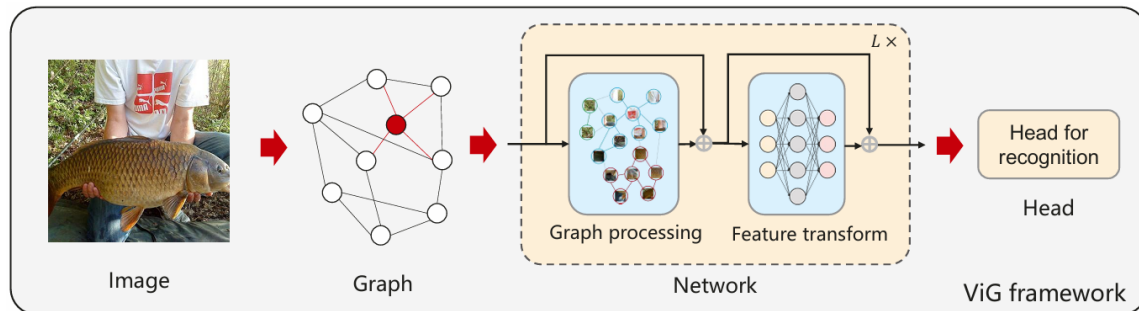 L ×
Graph processing
Feature transform
Head for
recognition
Image
Graph
Network
Head
ViG framework